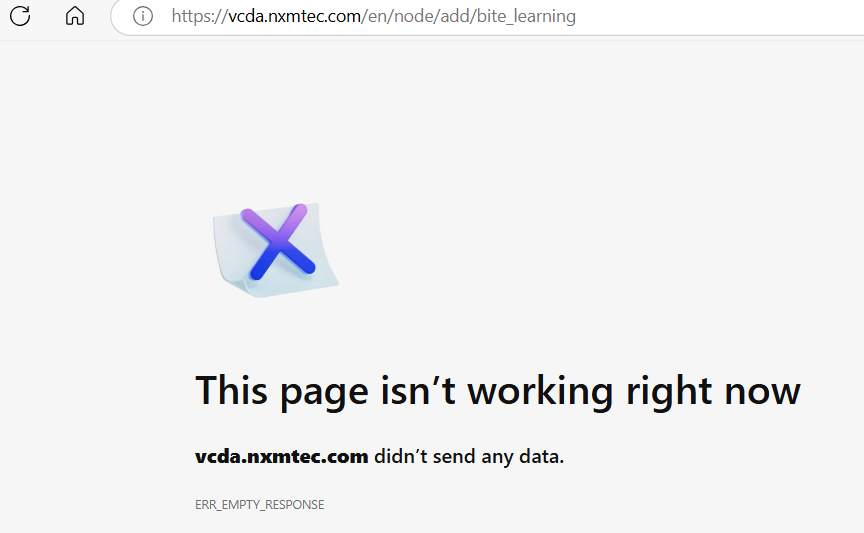 https://vcda.nxmtec.com/en/node/add/bite_learning
This page isn’t working right now
vcda.nxmtec.com didn’t send any data.
ERR_EMPTY_RESPONSE